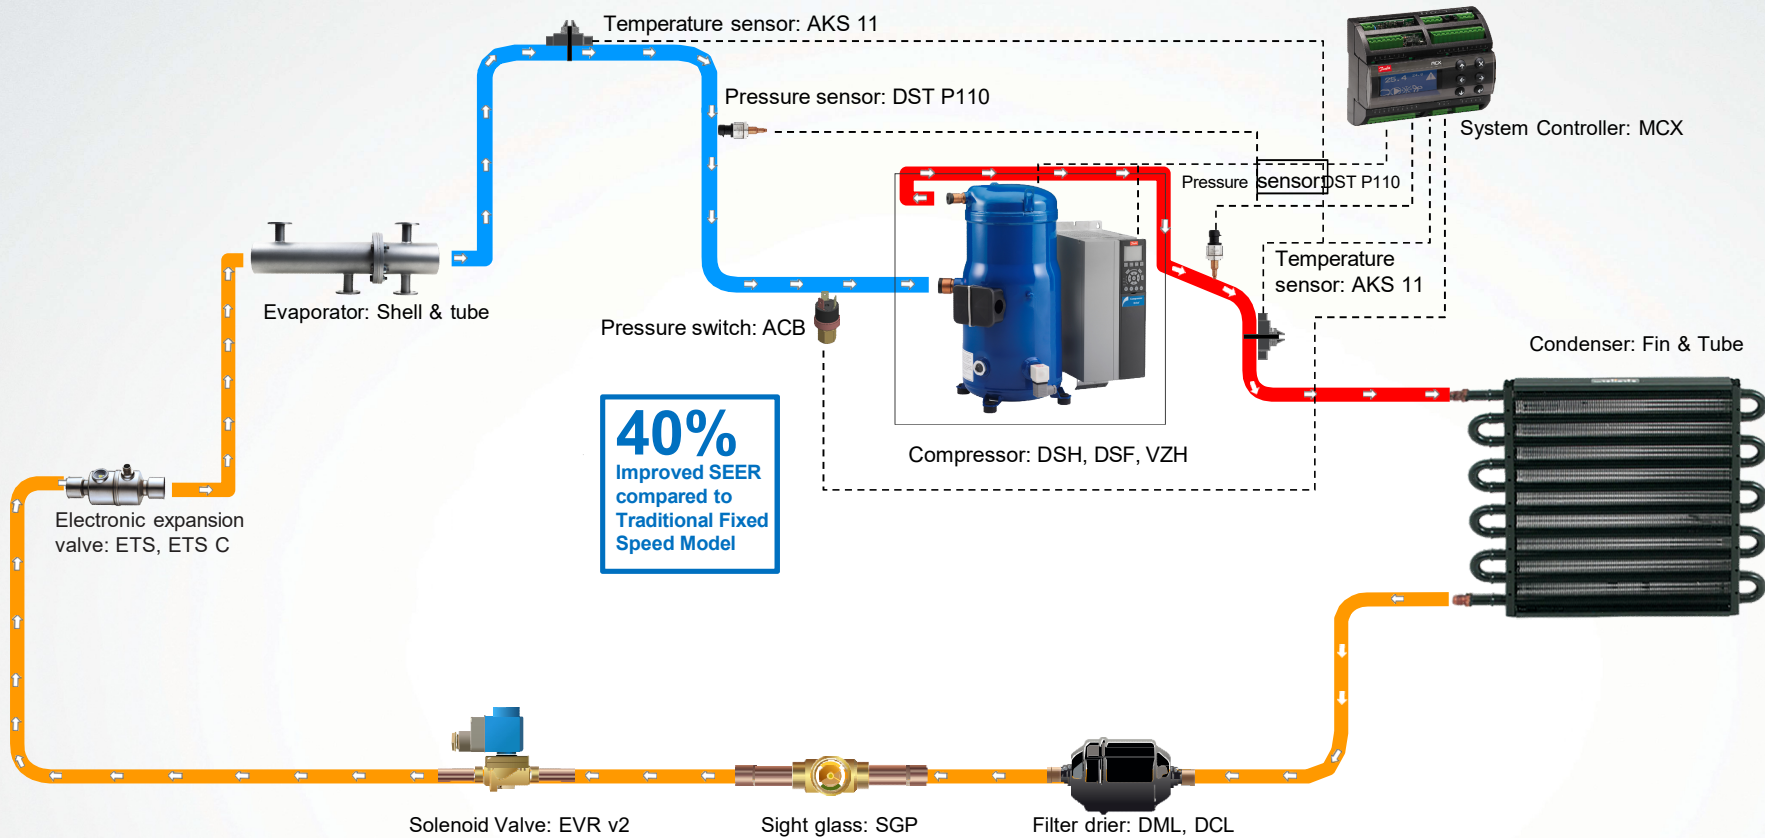 Temperature sensor: AKS 11
Pressure sensor: DST P110
System Controller: MCX
Pressure sensor: DST P110
Temperature
sensor: AKS 11
Evaporator: Shell & tube
Pressure switch: ACB
Condenser: Fin & Tube
40%
Improved SEER
compared to
Traditional Fixed
Speed Model
Compressor: DSH, DSF, VZH
Electronic expansion
valve: ETS, ETS C
Solenoid Valve: EVR v2
Sight glass: SGP
Filter drier: DML, DCL
MCX
25.4